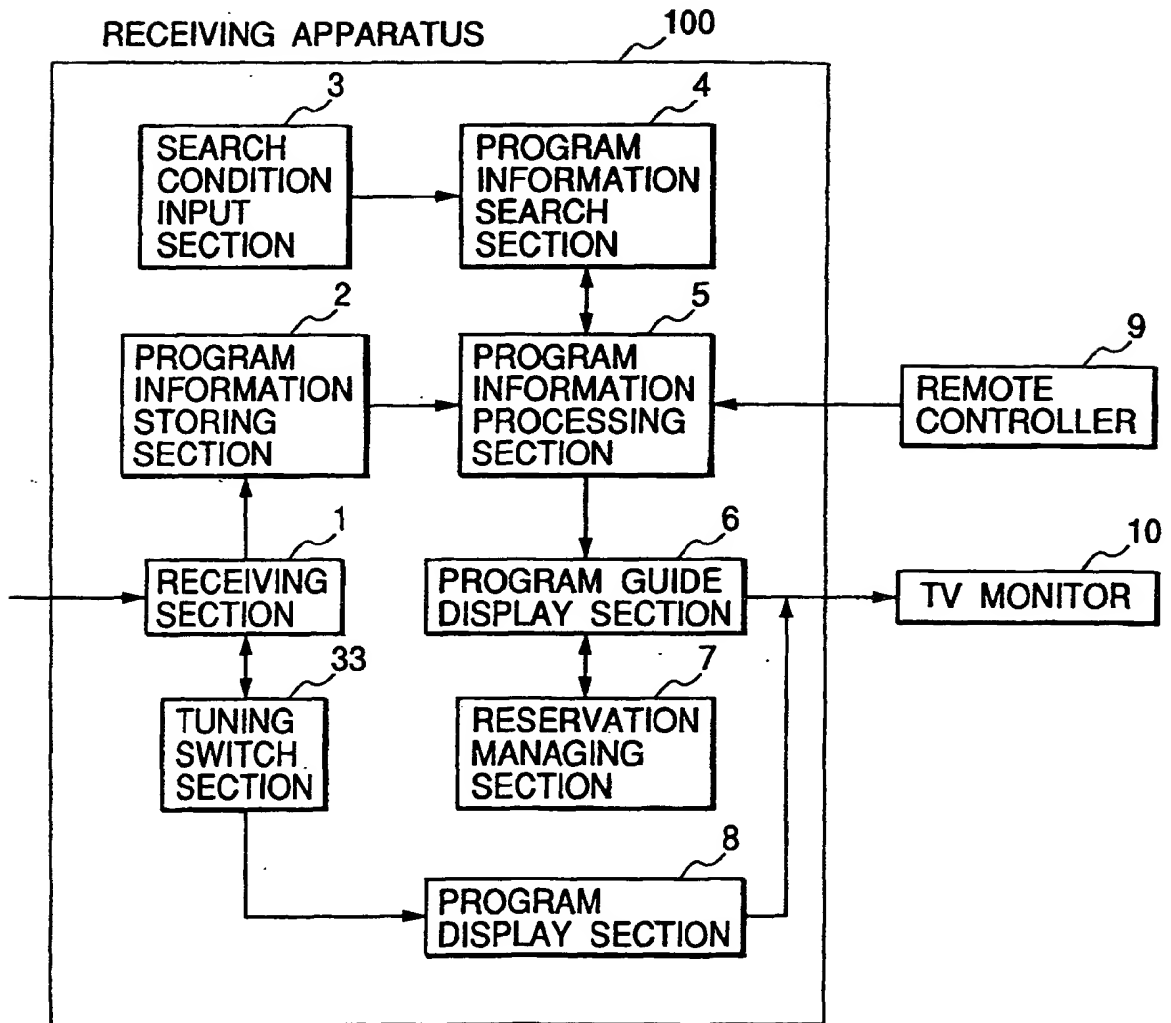 RECEIVING APPARATUS
100
3
SEARCH
CONDITION
INPUT
SECTION
4
PROGRAM
INFORMATION
SEARCH
SECTION
2
PROGRAM
INFORMATION
STORING
SECTION
5
PROGRAM
INFORMATION
PROCESSING
SECTION
9
REMOTE
CONTROLLER
1
RECEIVING
SECTION
6
PROGRAM GUIDE
DISPLAY SECTION
10
TV MONITOR
33
TUNING
SWITCH
SECTION
7
RESERVATION
MANAGING
SECTION
8
PROGRAM
DISPLAY SECTION